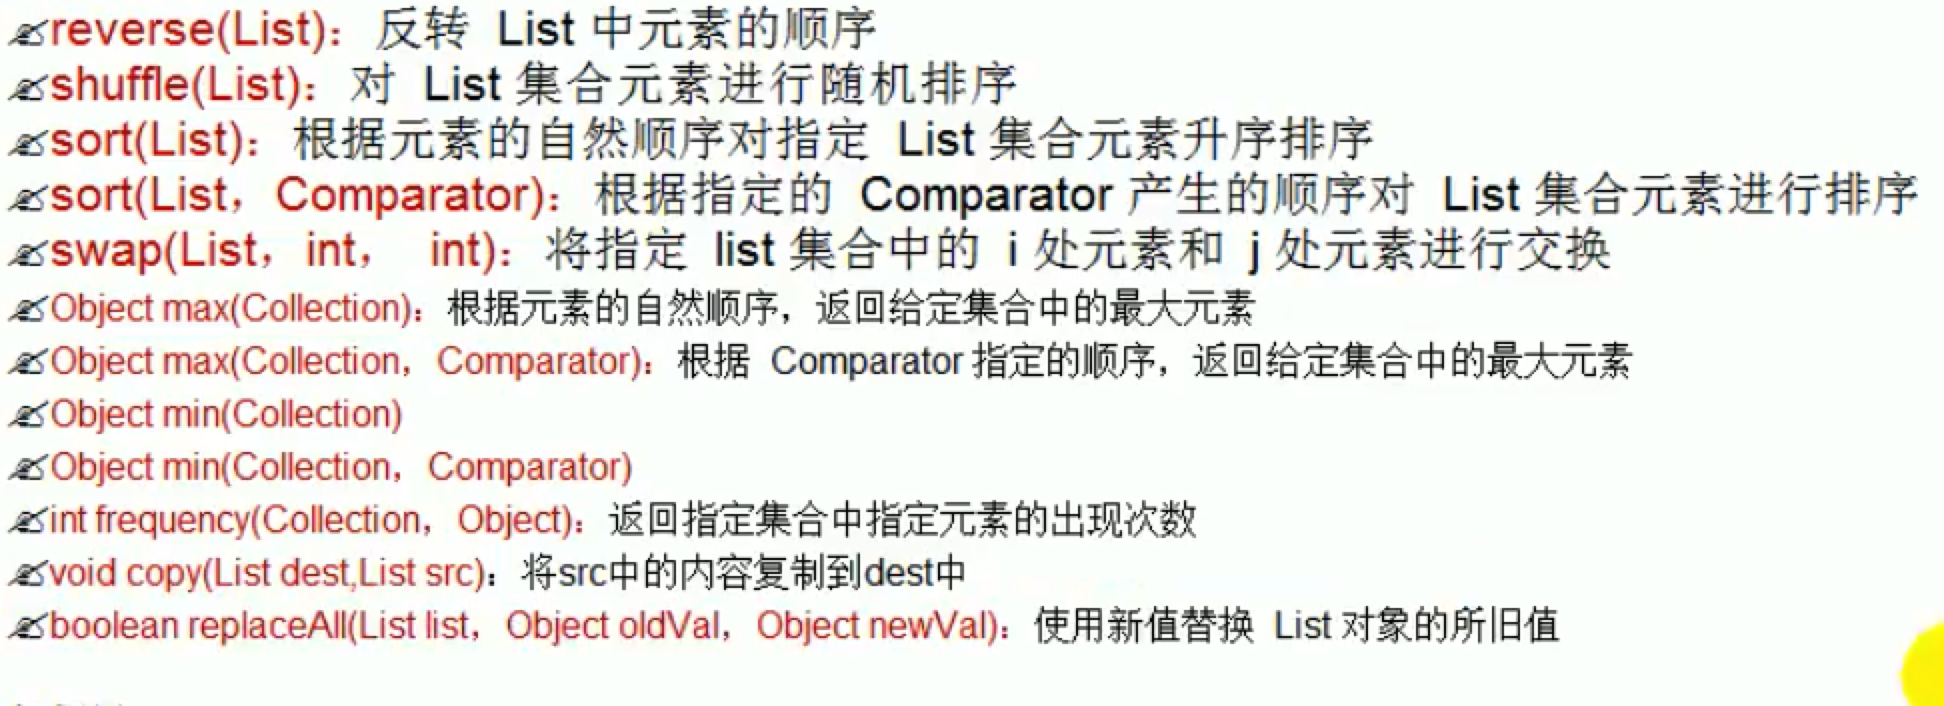 reverse(List)：反转 List 中元素的顺序
shuffle(List)：对 List 集合元素进行随机排序
sort(List)：根据元素的自然顺序对指定 List 集合元素升序排序
sort(List，Comparator)：根据指定的 Comparator 产生的顺序对 List 集合元素进行排序
swap(List，int， int)：将指定 list 集合中的 i 处元素和 j 处元素进行交换
Object max(Collection)：根据元素的自然顺序，返回给定集合中的最大元素
Object max(Collection，Comparator)：根据 Comparator 指定的顺序，返回给定集合中的最大元素
Object min(Collection)
Object min(Collection，Comparator)
int frequency(Collection，Object)：返回指定集合中指定元素的出现次数
void copy(List dest,List src)：将src中的内容复制到dest中
boolean replaceAll(List list，Object oldVal，Object newVal)：使用新值替换 List 对象的所旧值